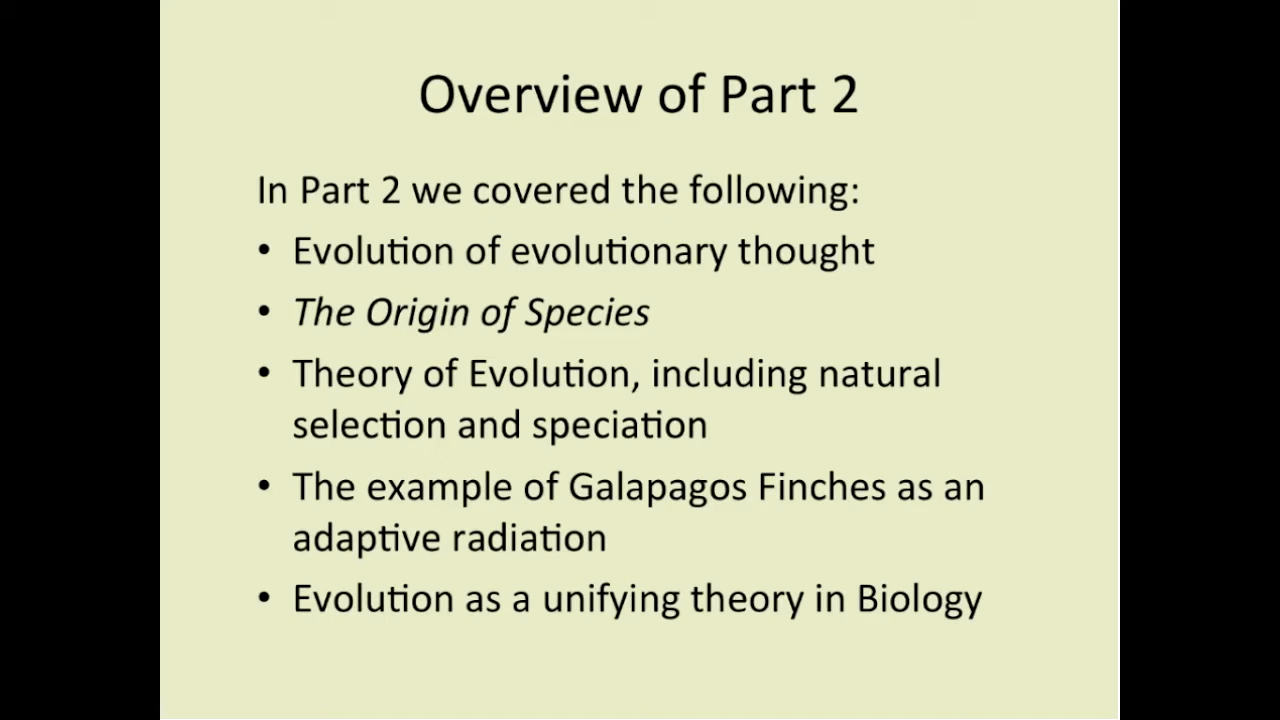 Overview of Part 2
In Part 2 we covered the following:
• Evolution of evolutionary thought
• The Origin of Species
• Theory of Evolution, including natural
selection and speciation
• The example of Galapagos Finches as an
adaptive radiation
• Evolution as a unifying theory in Biology